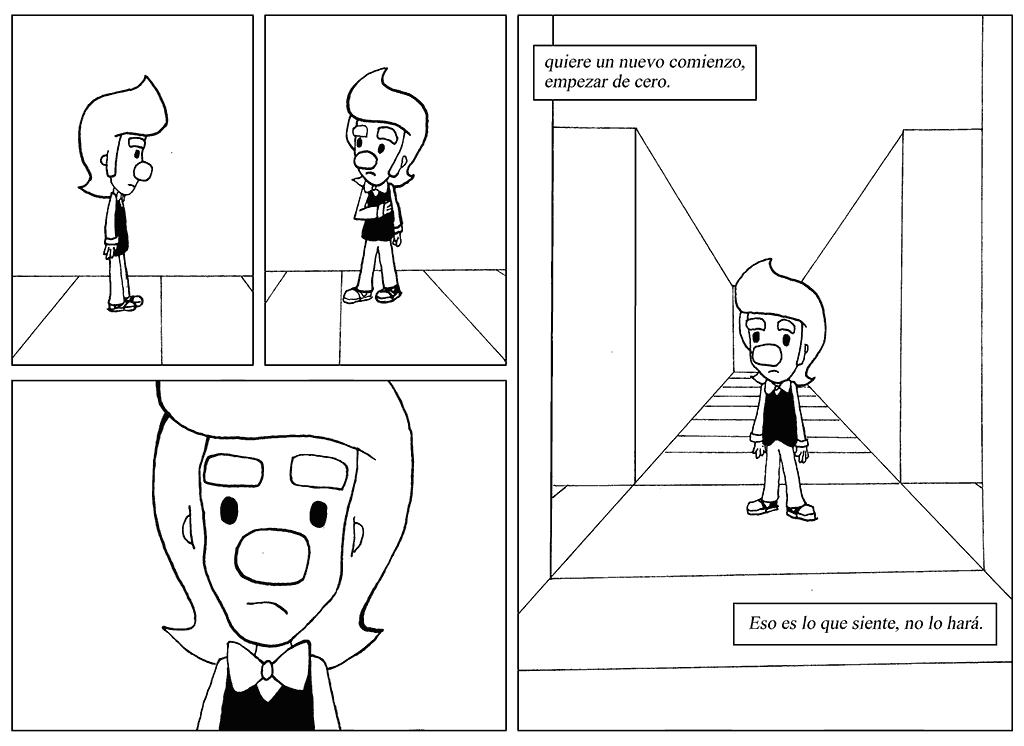 quiere un nuevo comienzo,
empezar de cero.
Eso es lo que siente, no lo hará.